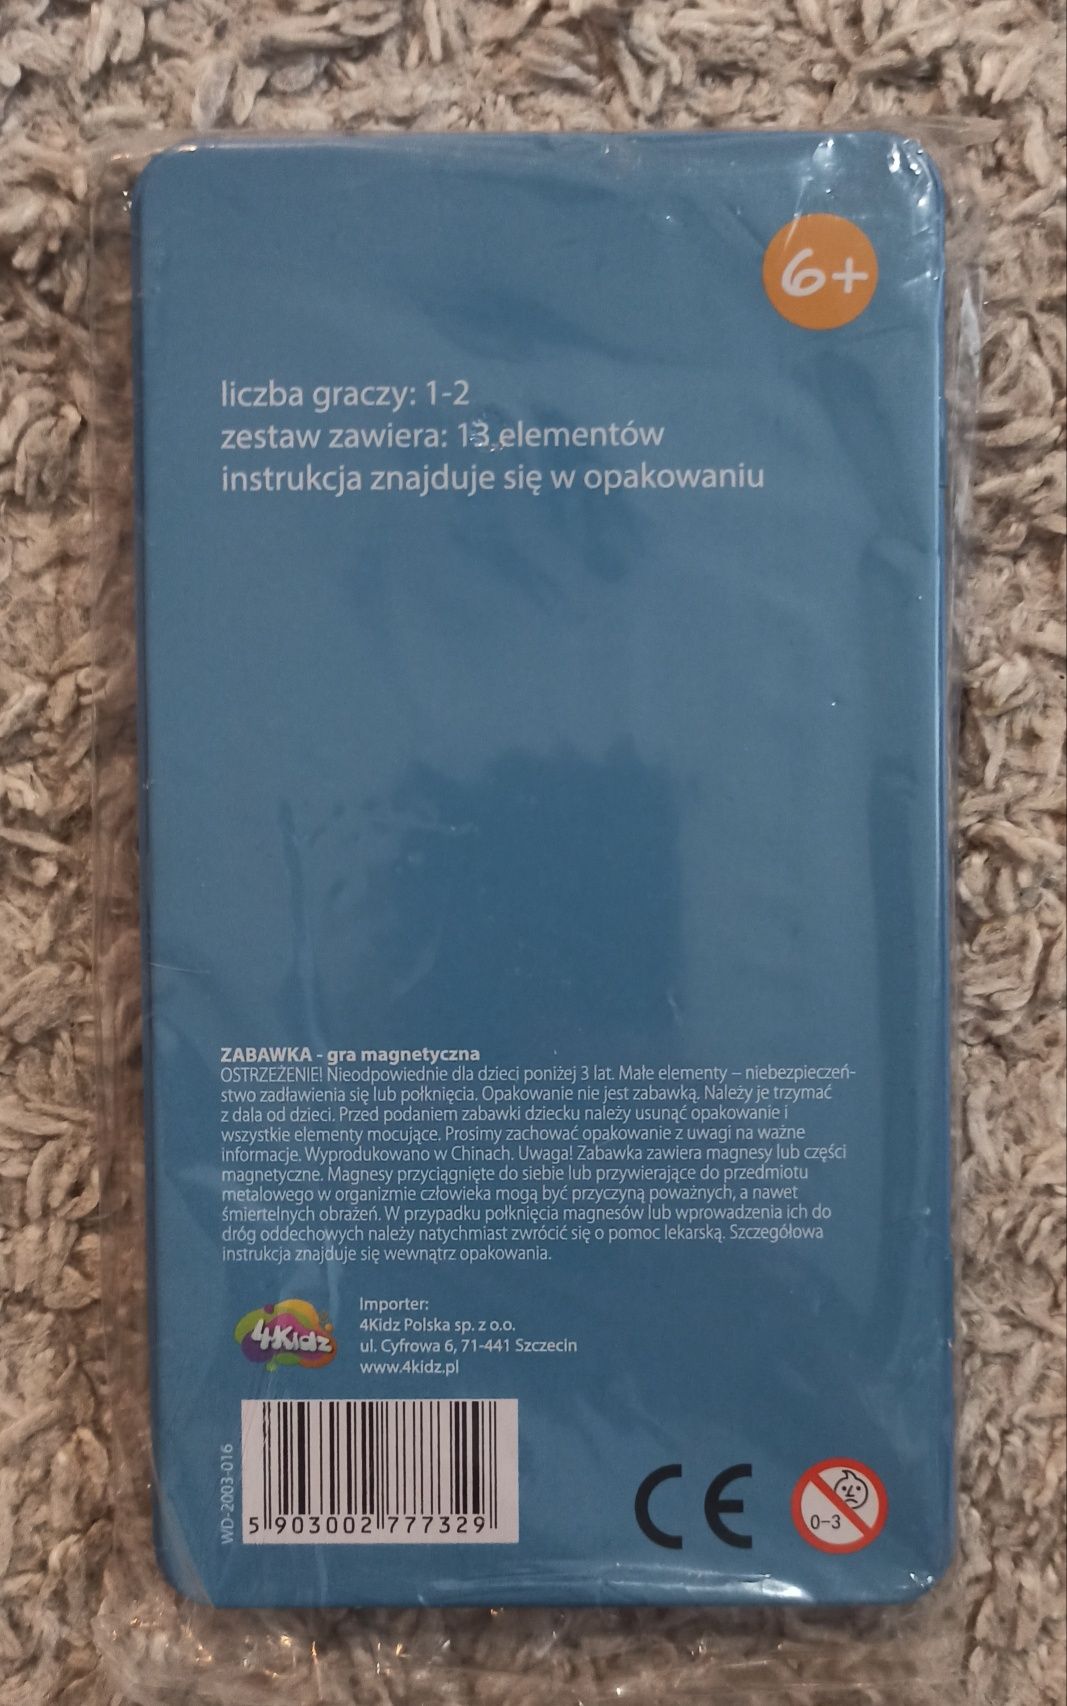 6+
liczba graczy: 1-2
zestaw zawiera: 13 elementów
instrukcja znajduje się w opakowaniu
ZABAWKA - gra magnetyczna
OSTRZEŻENIE! Nieodpowiednie dla dzieci poniżej 3 lat. Małe elementy – niebezpieczeń-
stwo zadławienia się lub połknięcia. Opakowanie nie jest zabawką. Należy je trzymać
z dala od dzieci. Przed podaniem zabawki dziecku należy usunąć opakowanie i
wszystkie elementy mocujące. Prosimy zachować opakowanie z uwagi na ważne
informacje. Wyprodukowano w Chinach. Uwaga! Zabawka zawiera magnesy lub części
magnetyczne. Magnesy przyciągnięte do siebie lub przywierające do przedmiotu
metalowego w organizmie człowieka mogą być przyczyną poważnych, a nawet
śmiertelnych obrażeń. W przypadku połknięcia magnesów lub wprowadzenia ich do
dróg oddechowych należy natychmiast zwrócić się o pomoc lekarską. Szczegółowa
instrukcja znajduje się wewnątrz opakowania.
4Kidz
Importer:
4Kidz Polska sp. z o.o.
ul. Cyfrowa 6, 71-441 Szczecin
www.4kidz.pl
WD-2003-016
5 903002 777329
CE
0-3